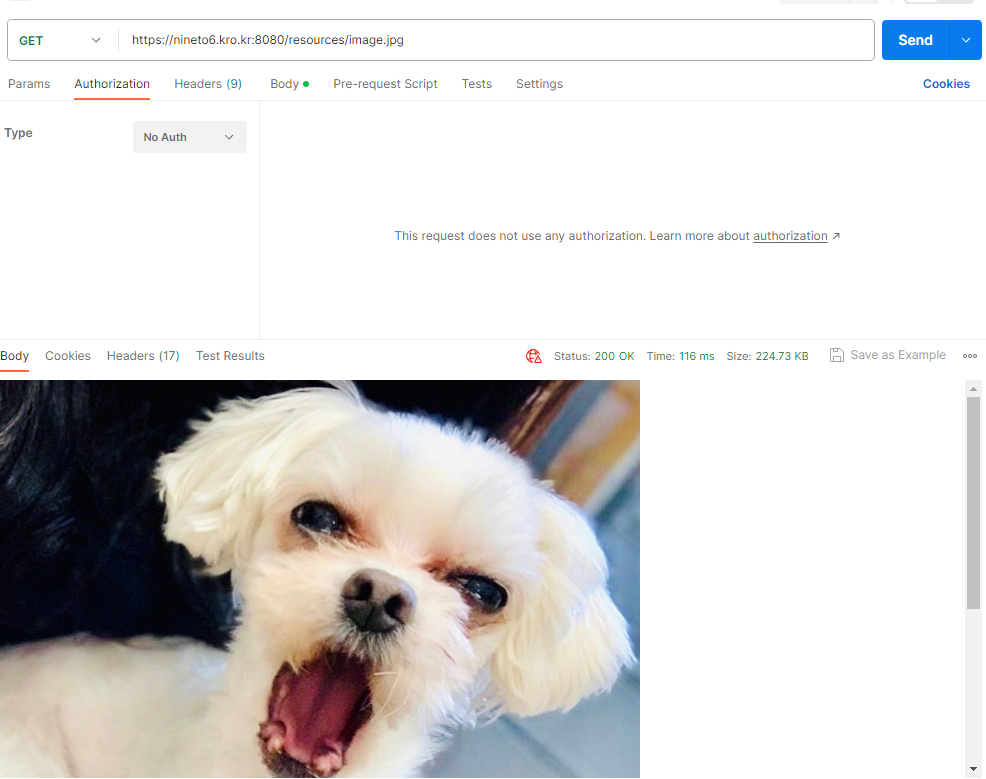 GET https://nineto6.kro.kr:8080/resources/image.jpg Send
Params Authorization Headers (9) Body Pre-request Script Tests Settings Cookies
Type No Auth
This request does not use any authorization. Learn more about authorization ↗
Body Cookies Headers (17) Test Results Status: 200 OK Time: 116 ms Size: 224.73 KB Save as Example